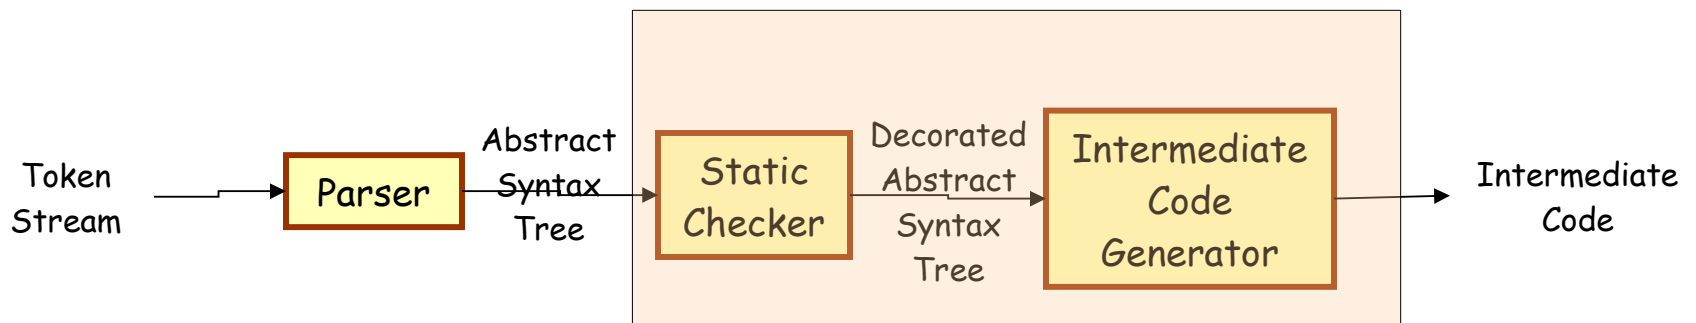 Token
Stream
Parser
Abstract
Syntax
Tree
Static
Checker
Decorated
Abstract
Syntax
Tree
Intermediate
Code
Generator
Intermediate
Code